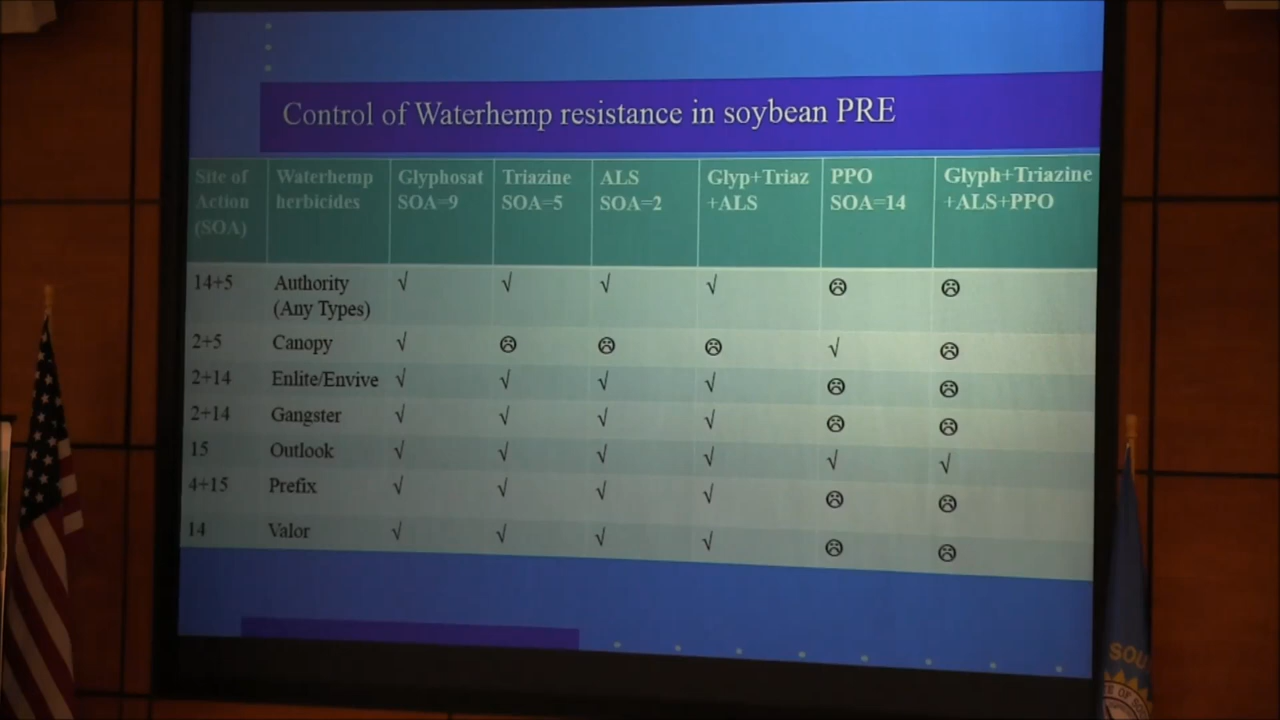 Control of Waterhemp resistance in soybean PRE
Site of Action (SOA) Waterhemp herbicides Glyphosat SOA=9 Triazine SOA=5 ALS SOA=2 Glyp+Triaz +ALS PPO SOA=14 Glyph+Triazine +ALS+PPO
14+5 Authority (Any Types) √ √ √ √ ☹ ☹
2+5 Canopy √ ☹ ☹ ☹ √ ☹
2+14 Enlite/Envive √ √ √ √ ☹ ☹
2+14 Gangster √ √ √ √ ☹ ☹
15 Outlook √ √ √ √ √ √
4+15 Prefix √ √ √ √ ☹ ☹
14 Valor √ √ √ √ ☹ ☹
SOU